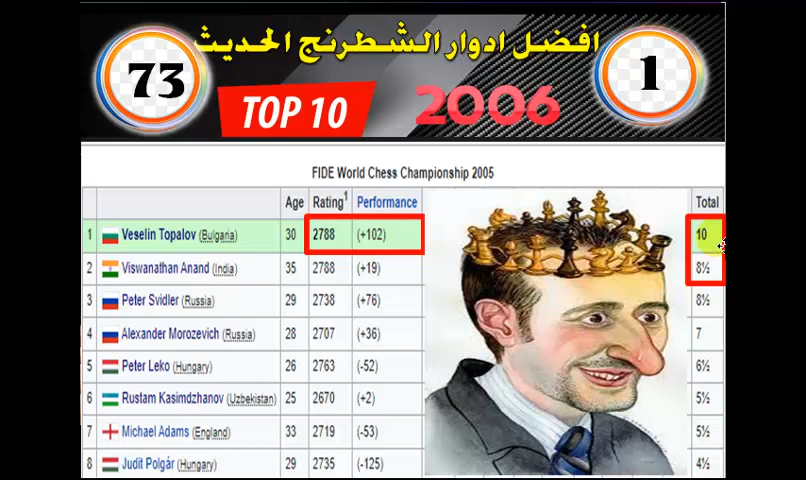 افضل ادوار الشطرنج الحديث
73
TOP 10
2006
1
FIDE World Chess Championship 2005
Age Rating1 Performance Total
1 Veselin Topalov (Bulgaria) 30 2788 (+102) 10
2 Viswanathan Anand (India) 35 2788 (+19) 8½
3 Peter Svidler (Russia) 29 2738 (+76) 8½
4 Alexander Morozevich (Russia) 28 2707 (+36) 7
5 Peter Leko (Hungary) 26 2763 (-52) 6½
6 Rustam Kasimdzhanov (Uzbekistan) 25 2670 (+2) 5½
7 Michael Adams (England) 33 2719 (-53) 5½
8 Judit Polgár (Hungary) 29 2735 (-125) 4½